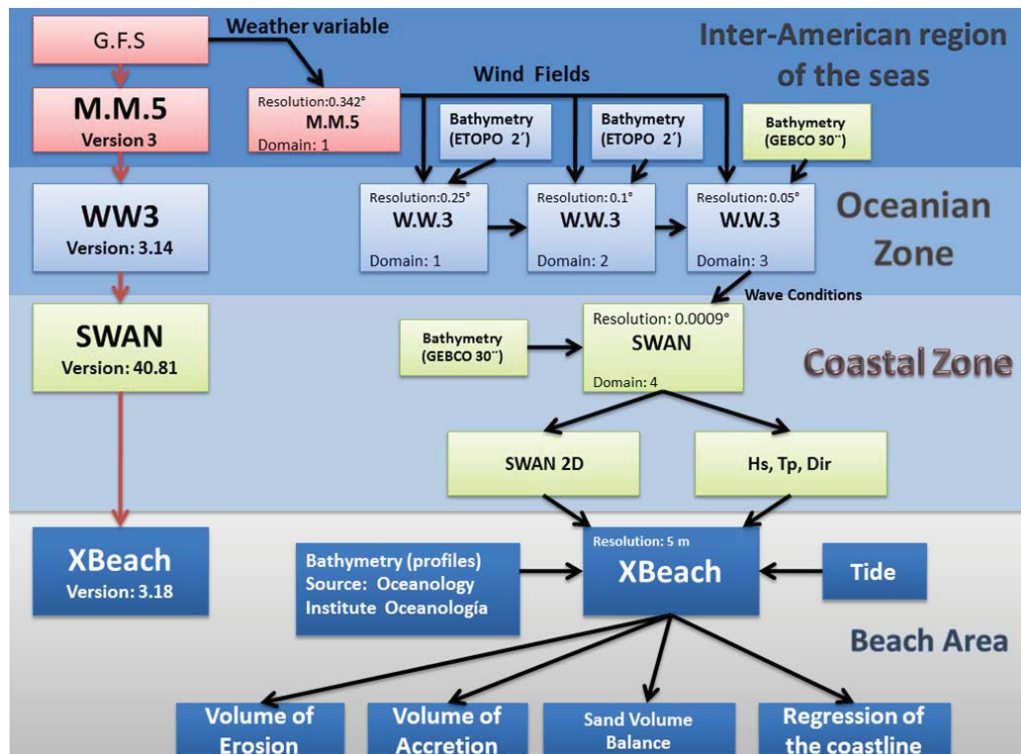 G.F.S
Weather variable
Inter-American region
of the seas
Wind Fields
M.M.5
Version 3
Resolution:0.342°
M.M.5
Domain: 1
Bathymetry
(ETOPO 2´)
Bathymetry
(ETOPO 2´)
Bathymetry
(GEBCO 30¨)
WW3
Version: 3.14
Resolution:0.25°
W.W.3
Domain: 1
Resolution:0.1°
W.W.3
Domain: 2
Resolution: 0.05°
W.W.3
Domain: 3
Oceanian
Zone
Wave Conditions
SWAN
Version: 40.81
Bathymetry
(GEBCO 30¨)
Resolution: 0.0009°
SWAN
Domain: 4
Coastal Zone
SWAN 2D
Hs, Tp, Dir
XBeach
Version: 3.18
Bathymetry (profiles)
Source: Oceanology
Institute Oceanología
Resolution: 5 m
XBeach
Tide
Beach Area
Volume of
Erosion
Volume of
Accretion
Sand Volume
Balance
Regression of
the coastline